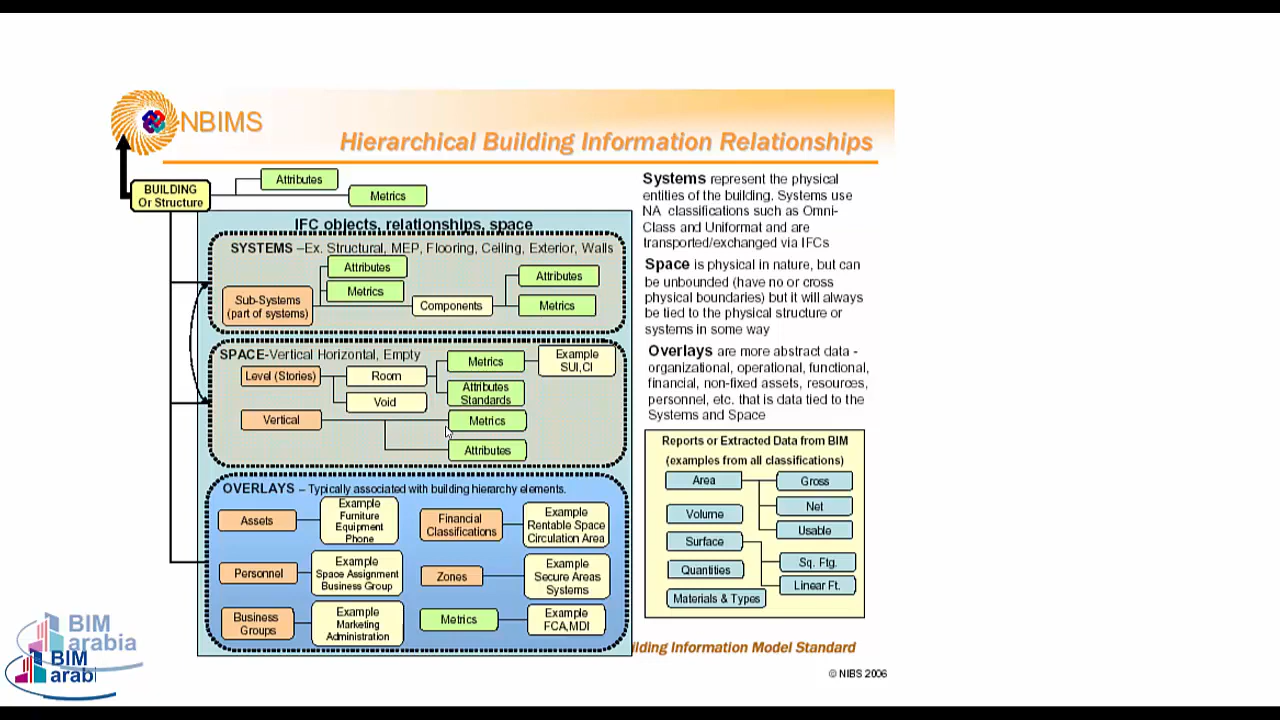 NBIMS
Hierarchical Building Information Relationships
BUILDING
Or Structure
Attributes
Metrics
IFC objects, relationships, space
SYSTEMS –Ex. Structural, MEP, Flooring, Ceiling, Exterior, Walls
Sub-Systems
(part of systems)
Attributes
Metrics
Components
Attributes
Metrics
SPACE-Vertical Horizontal, Empty
Level (Stories)
Room
Void
Metrics
Example
SUI,CI
Attributes
Standards
Vertical
Metrics
Attributes
OVERLAYS – Typically associated with building hierarchy elements.
Assets
Example
Furniture
Equipment
Phone
Financial
Classifications
Example
Rentable Space
Circulation Area
Personnel
Example
Space Assignment
Business Group
Zones
Example
Secure Areas
Systems
Business
Groups
Example
Marketing
Administration
Metrics
Example
FCA,MDI
Systems represent the physical
entities of the building. Systems use
NA classifications such as Omni-
Class and Uniformat and are
transported/exchanged via IFCs
Space is physical in nature, but can
be unbounded (have no or cross
physical boundaries) but it will always
be tied to the physical structure or
systems in some way
Overlays are more abstract data -
organizational, operational, functional,
financial, non-fixed assets, resources,
personnel, etc. that is data tied to the
Systems and Space
Reports or Extracted Data from BIM
(examples from all classifications)
Area
Gross
Net
Usable
Volume
Surface
Sq. Ftg.
Linear Ft.
Quantities
Materials & Types
ilding Information Model Standard
© NIBS 2006
BIM
arabia
BIM
arabi